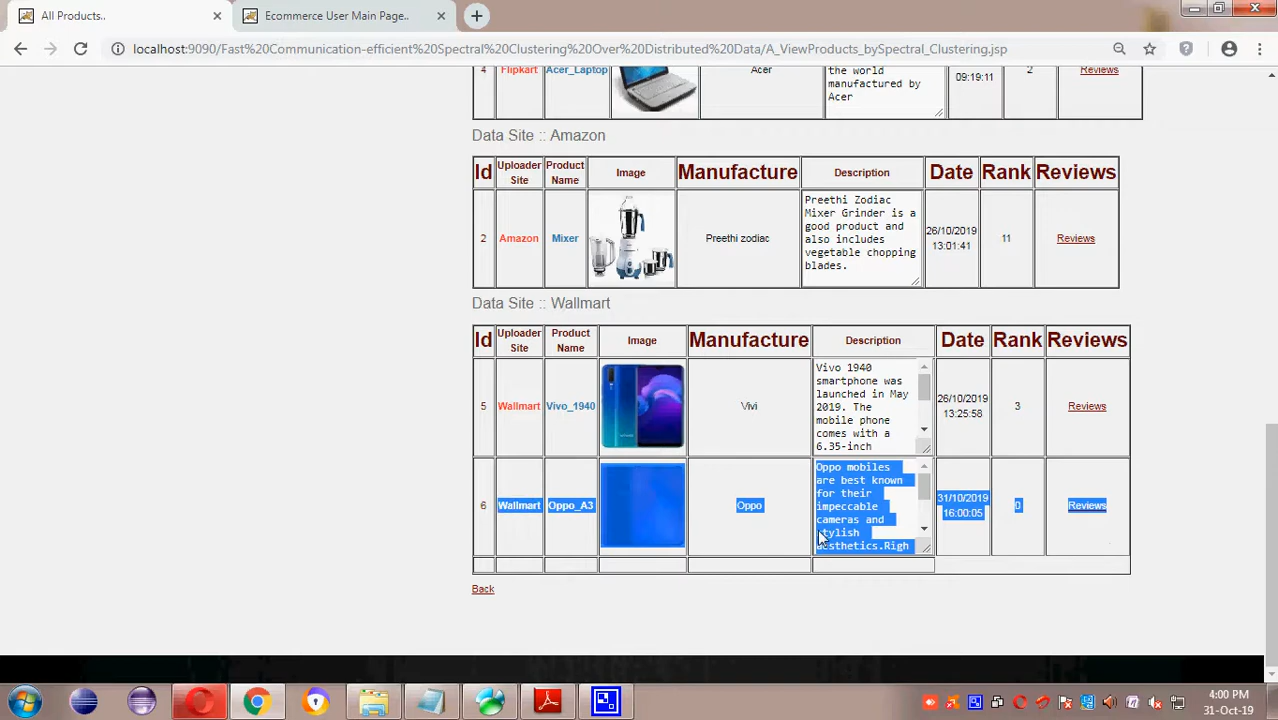 All Products..
Ecommerce User Main Page..
localhost:9090/Fast%20Communication-efficient%20Spectral%20Clustering%20Over%20Distributed%20Data/A_ViewProducts_bySpectral_Clustering.jsp
4 Flipkart Acer_Laptop Acer the world manufactured by Acer 09:19:11 2 Reviews
Data Site :: Amazon
Id Uploader Site Product Name Image Manufacture Description Date Rank Reviews
2 Amazon Mixer Preethi zodiac
Preethi Zodiac
Mixer Grinder is a
good product and
also includes
vegetable chopping
blades.
26/10/2019
13:01:41
11 Reviews
Data Site :: Wallmart
Id Uploader Site Product Name Image Manufacture Description Date Rank Reviews
5 Wallmart Vivo_1940 Vivi
Vivo 1940
smartphone was
launched in May
2019. The
mobile phone
comes with a
6.35-inch
26/10/2019
13:25:58
3 Reviews
6 Wallmart Oppo_A3 Oppo
Oppo mobiles
are best known
for their
impeccable
cameras and
stylish
aesthetics.Righ
31/10/2019
16:00:05
0 Reviews
Back
4:00 PM
31-Oct-19